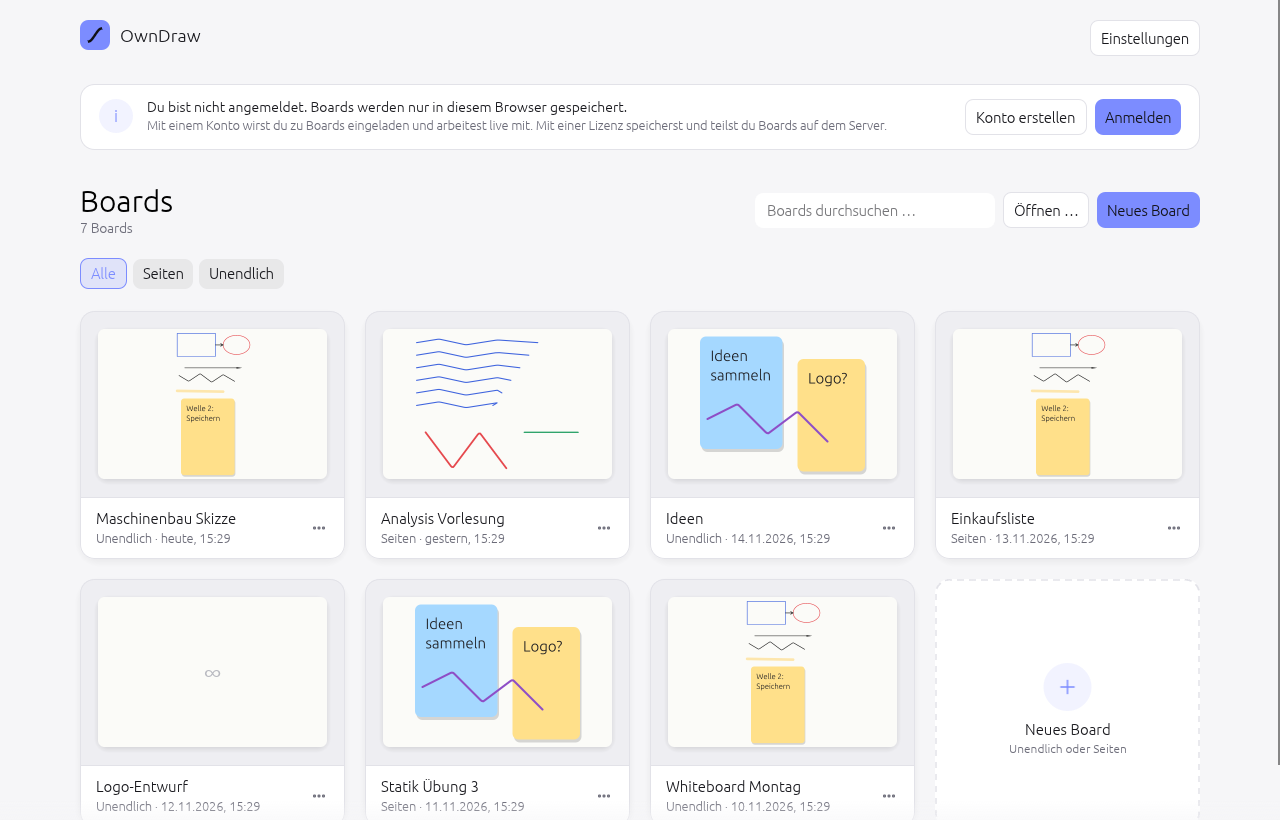 OwnDraw
Einstellungen
i
Du bist nicht angemeldet. Boards werden nur in diesem Browser gespeichert.
Mit einem Konto wirst du zu Boards eingeladen und arbeitest live mit. Mit einer Lizenz speicherst und teilst du Boards auf dem Server.
Konto erstellen
Anmelden
Boards
7 Boards
Boards durchsuchen …
Öffnen …
Neues Board
Alle
Seiten
Unendlich
Welle 2:
Speichern
Ideen
sammeln
Logo?
Welle 2:
Speichern
Maschinenbau Skizze
Unendlich · heute, 15:29
Analysis Vorlesung
Seiten · gestern, 15:29
Ideen
Unendlich · 14.11.2026, 15:29
Einkaufsliste
Seiten · 13.11.2026, 15:29
∞
Ideen
sammeln
Logo?
Welle 2:
Speichern
Neues Board
Unendlich oder Seiten
Logo-Entwurf
Unendlich · 12.11.2026, 15:29
Statik Übung 3
Seiten · 11.11.2026, 15:29
Whiteboard Montag
Unendlich · 10.11.2026, 15:29